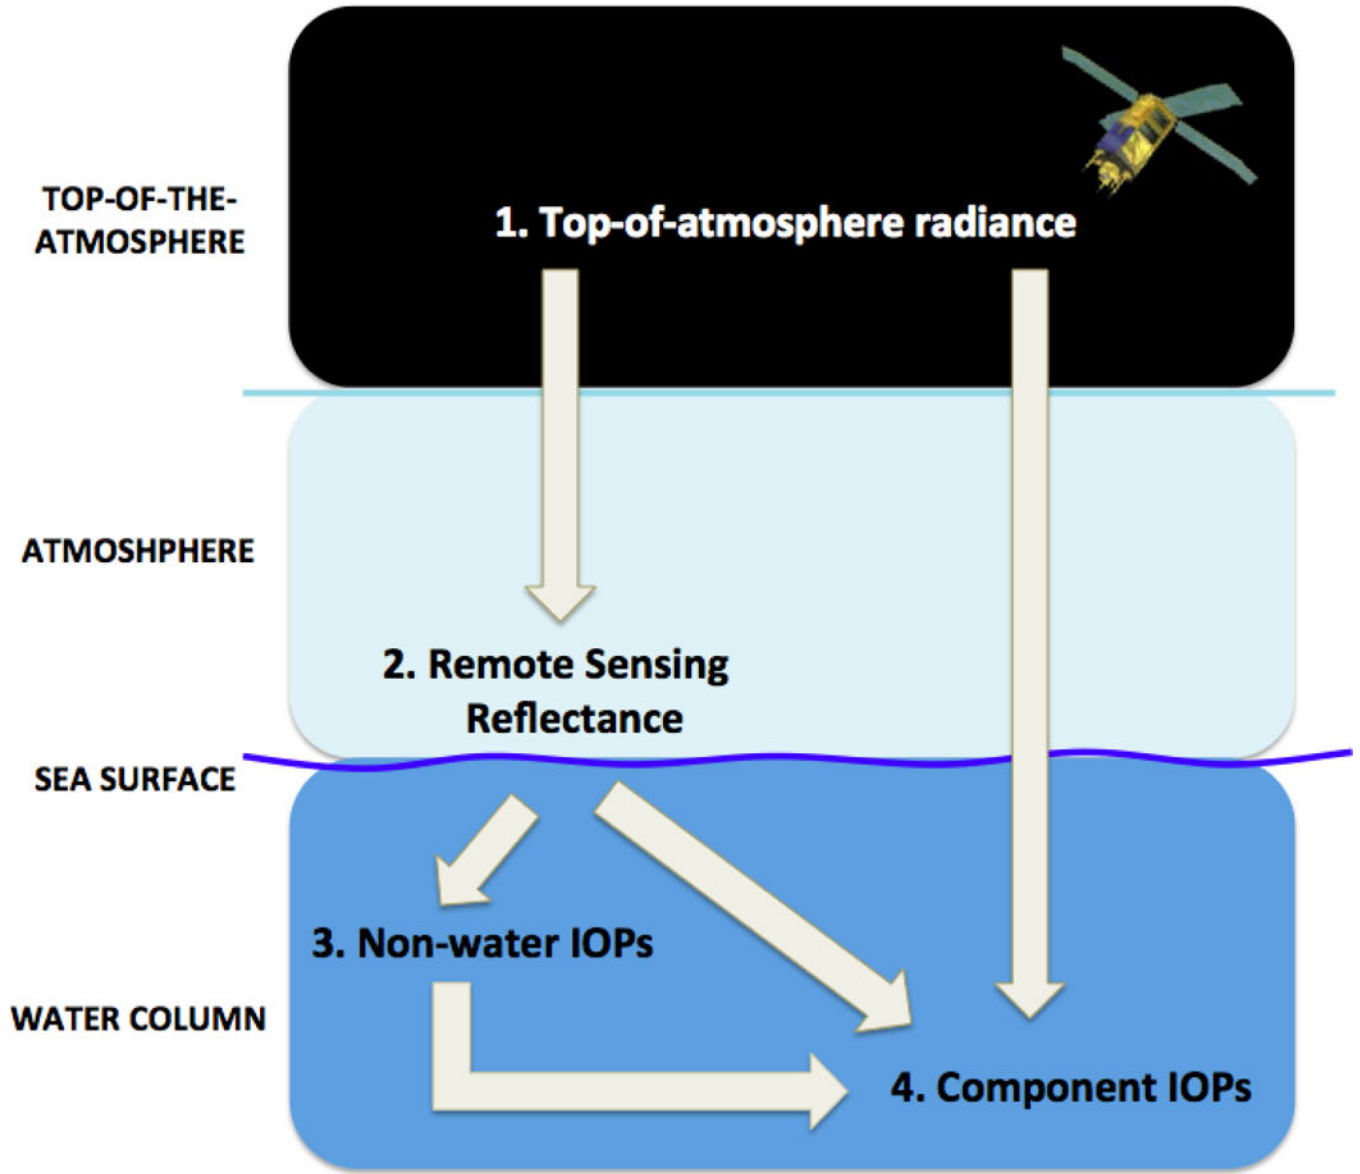 TOP-OF-THE-
ATMOSPHERE
1. Top-of-atmosphere radiance
ATMOSHPHERE
2. Remote Sensing
Reflectance
SEA SURFACE
3. Non-water IOPs
WATER COLUMN
4. Component IOPs